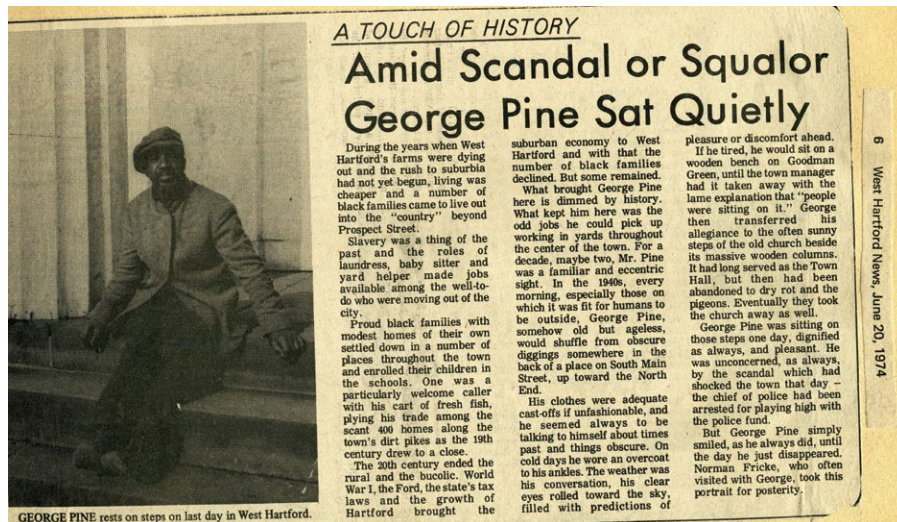 A TOUCH OF HISTORY
Amid Scandal or Squalor
George Pine Sat Quietly
During the years when West
Hartford's farms were dying
out and the rush to suburbia
had not yet begun, living was
cheaper and a number of
black families came to live out
into the "country" beyond
Prospect Street.
Slavery was a thing of the
past and the roles of
laundress, baby sitter and
yard helper made jobs
available among the well-to-
do who were moving out of the
city.
Proud black families with
modest homes of their own
settled down in a number of
places throughout the town
and enrolled their children in
the schools. One was a
particularly welcome caller
with his cart of fresh fish,
plying his trade among the
scant 400 homes along the
town's dirt pikes as the 19th
century drew to a close.
The 20th century ended the
rural and the bucolic. World
War I, the Ford, the state's tax
laws and the growth of
Hartford brought the
suburban economy to West
Hartford and with that the
number of black families
declined. But some remained.
What brought George Pine
here is dimmed by history.
What kept him here was the
odd jobs he could pick up
working in yards throughout
the center of the town. For a
decade, maybe two, Mr. Pine
was a familiar and eccentric
sight. In the 1940s, every
morning, especially those on
which it was fit for humans to
be outside, George Pine,
somehow old but ageless,
would shuffle from obscure
diggings somewhere in the
back of a place on South Main
Street, up toward the North
End.
His clothes were adequate
cast-offs if unfashionable, and
he seemed always to be
talking to himself about times
past and things obscure. On
cold days he wore an overcoat
to his ankles. The weather was
his conversation, his clear
eyes rolled toward the sky,
filled with predictions of
pleasure or discomfort ahead.
If he tired, he would sit on a
wooden bench on Goodman
Green, until the town manager
had it taken away with the
lame explanation that "people
were sitting on it." George
then transferred his
allegiance to the often sunny
steps of the old church beside
its massive wooden columns.
It had long served as the Town
Hall, but then had been
abandoned to dry rot and the
pigeons. Eventually they took
the church away as well.
George Pine was sitting on
those steps one day, dignified
as always, and pleasant. He
was unconcerned, as always,
by the scandal which had
shocked the town that day –
the chief of police had been
arrested for playing high with
the police fund.
But George Pine simply
smiled, as he always did, until
the day he just disappeared.
Norman Fricke, who often
visited with George, took this
portrait for posterity.
GEORGE PINE rests on steps on last day in West Hartford.
6 West Hartford News, June 20, 1974